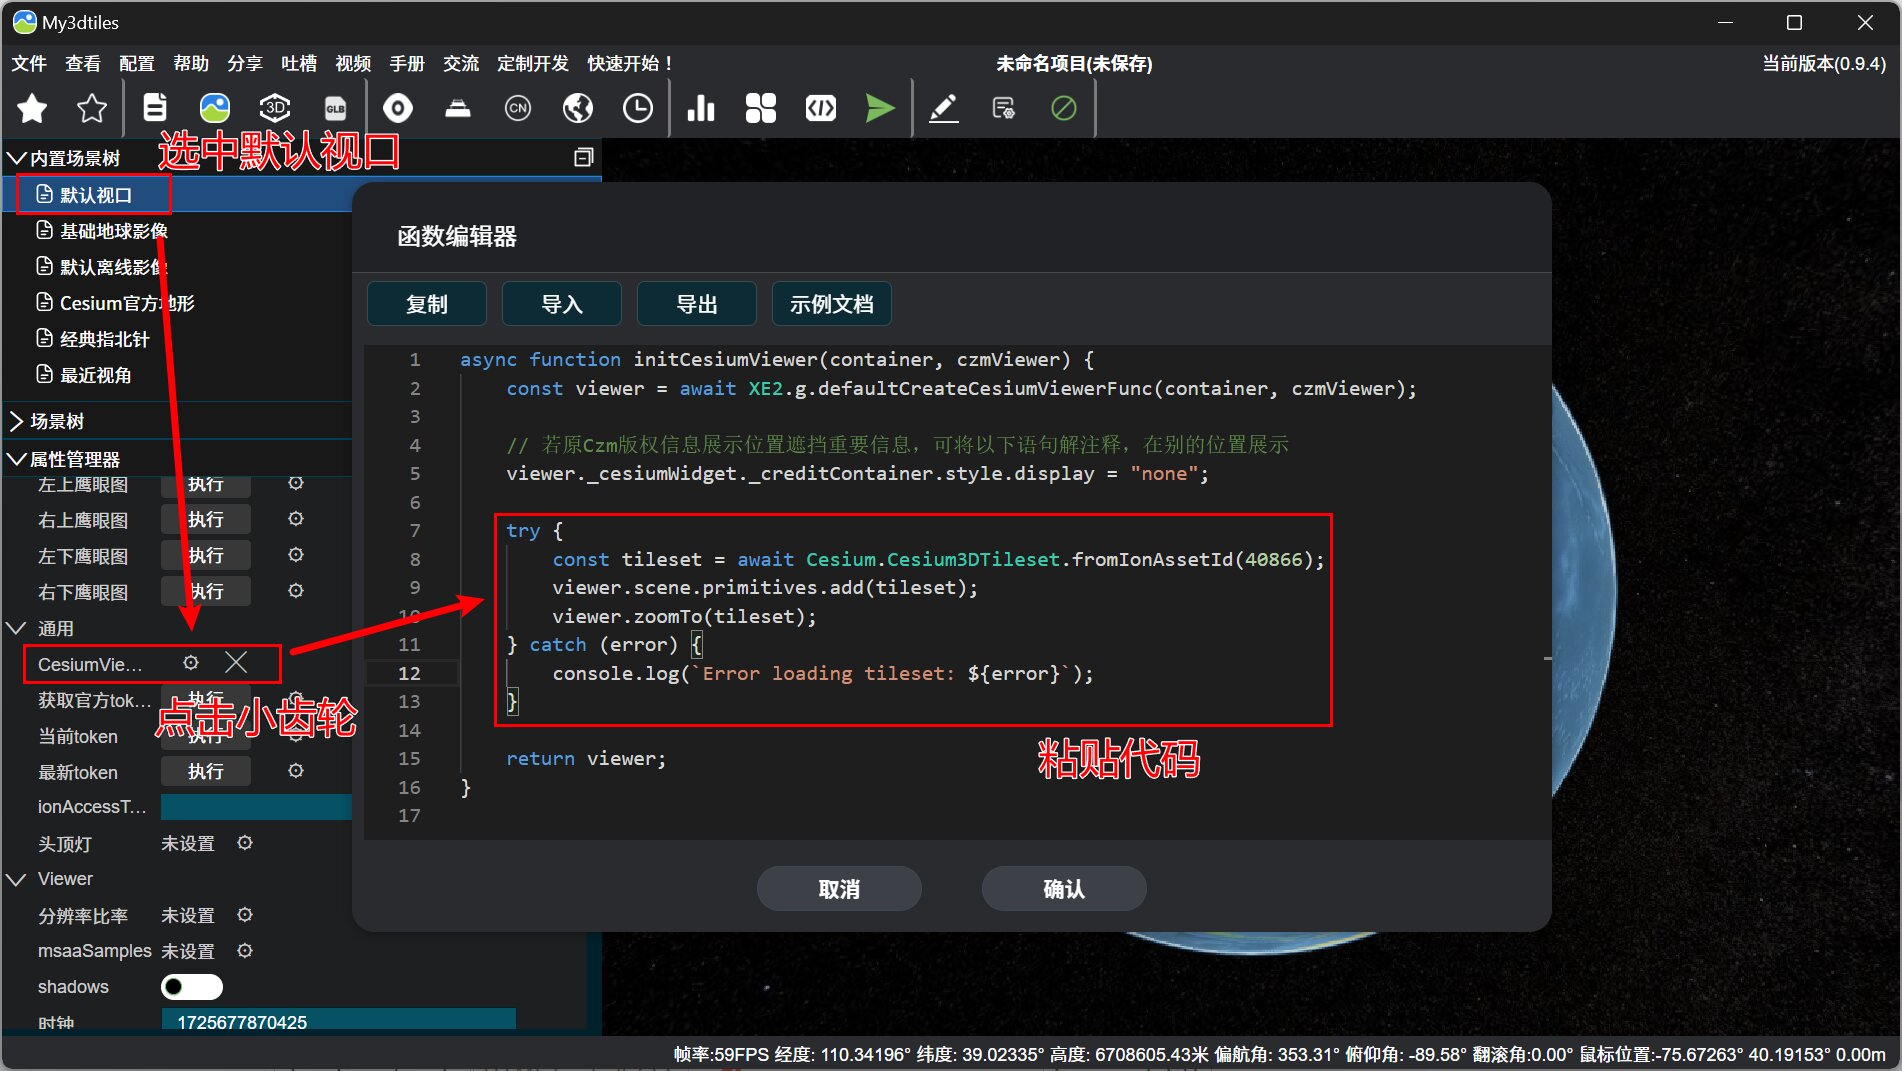 My3dtiles
文件 查看 配置 帮助 分享 吐槽 视频 手册 交流 定制开发 快速开始！ 未命名项目(未保存) 当前版本(0.9.4)
3D GLB CN
内置场景树
选中默认视口
默认视口
基础地球影像
默认离线影像
Cesium官方地形
经典指北针
最近视角
场景树
属性管理器
左上鹰眼图 执行
右上鹰眼图 执行
左下鹰眼图 执行
右下鹰眼图 执行
通用
CesiumVie...
获取官方tok... 执行
点击小齿轮
当前token 执行
最新token 执行
ionAccessT...
头顶灯 未设置
Viewer
分辨率比率 未设置
msaaSamples 未设置
shadows
时钟 1725677870425
函数编辑器
复制 导入 导出 示例文档
1 async function initCesiumViewer(container, czmViewer) {
2 const viewer = await XE2.g.defaultCreateCesiumViewerFunc(container, czmViewer);
3
4 // 若原Czm版权信息展示位置遮挡重要信息，可将以下语句解注释，在别的位置展示
5 viewer._cesiumWidget._creditContainer.style.display = "none";
6
7 try {
8 const tileset = await Cesium.Cesium3DTileset.fromIonAssetId(40866);
9 viewer.scene.primitives.add(tileset);
10 viewer.zoomTo(tileset);
11 } catch (error) {
12 console.log(`Error loading tileset: ${error}`);
13 }
14
15 return viewer;
16 }
17
粘贴代码
取消 确认
帧率:59FPS 经度: 110.34196° 纬度: 39.02335° 高度: 6708605.43米 偏航角: 353.31° 俯仰角: -89.58° 翻滚角:0.00° 鼠标位置:-75.67263° 40.19153° 0.00m